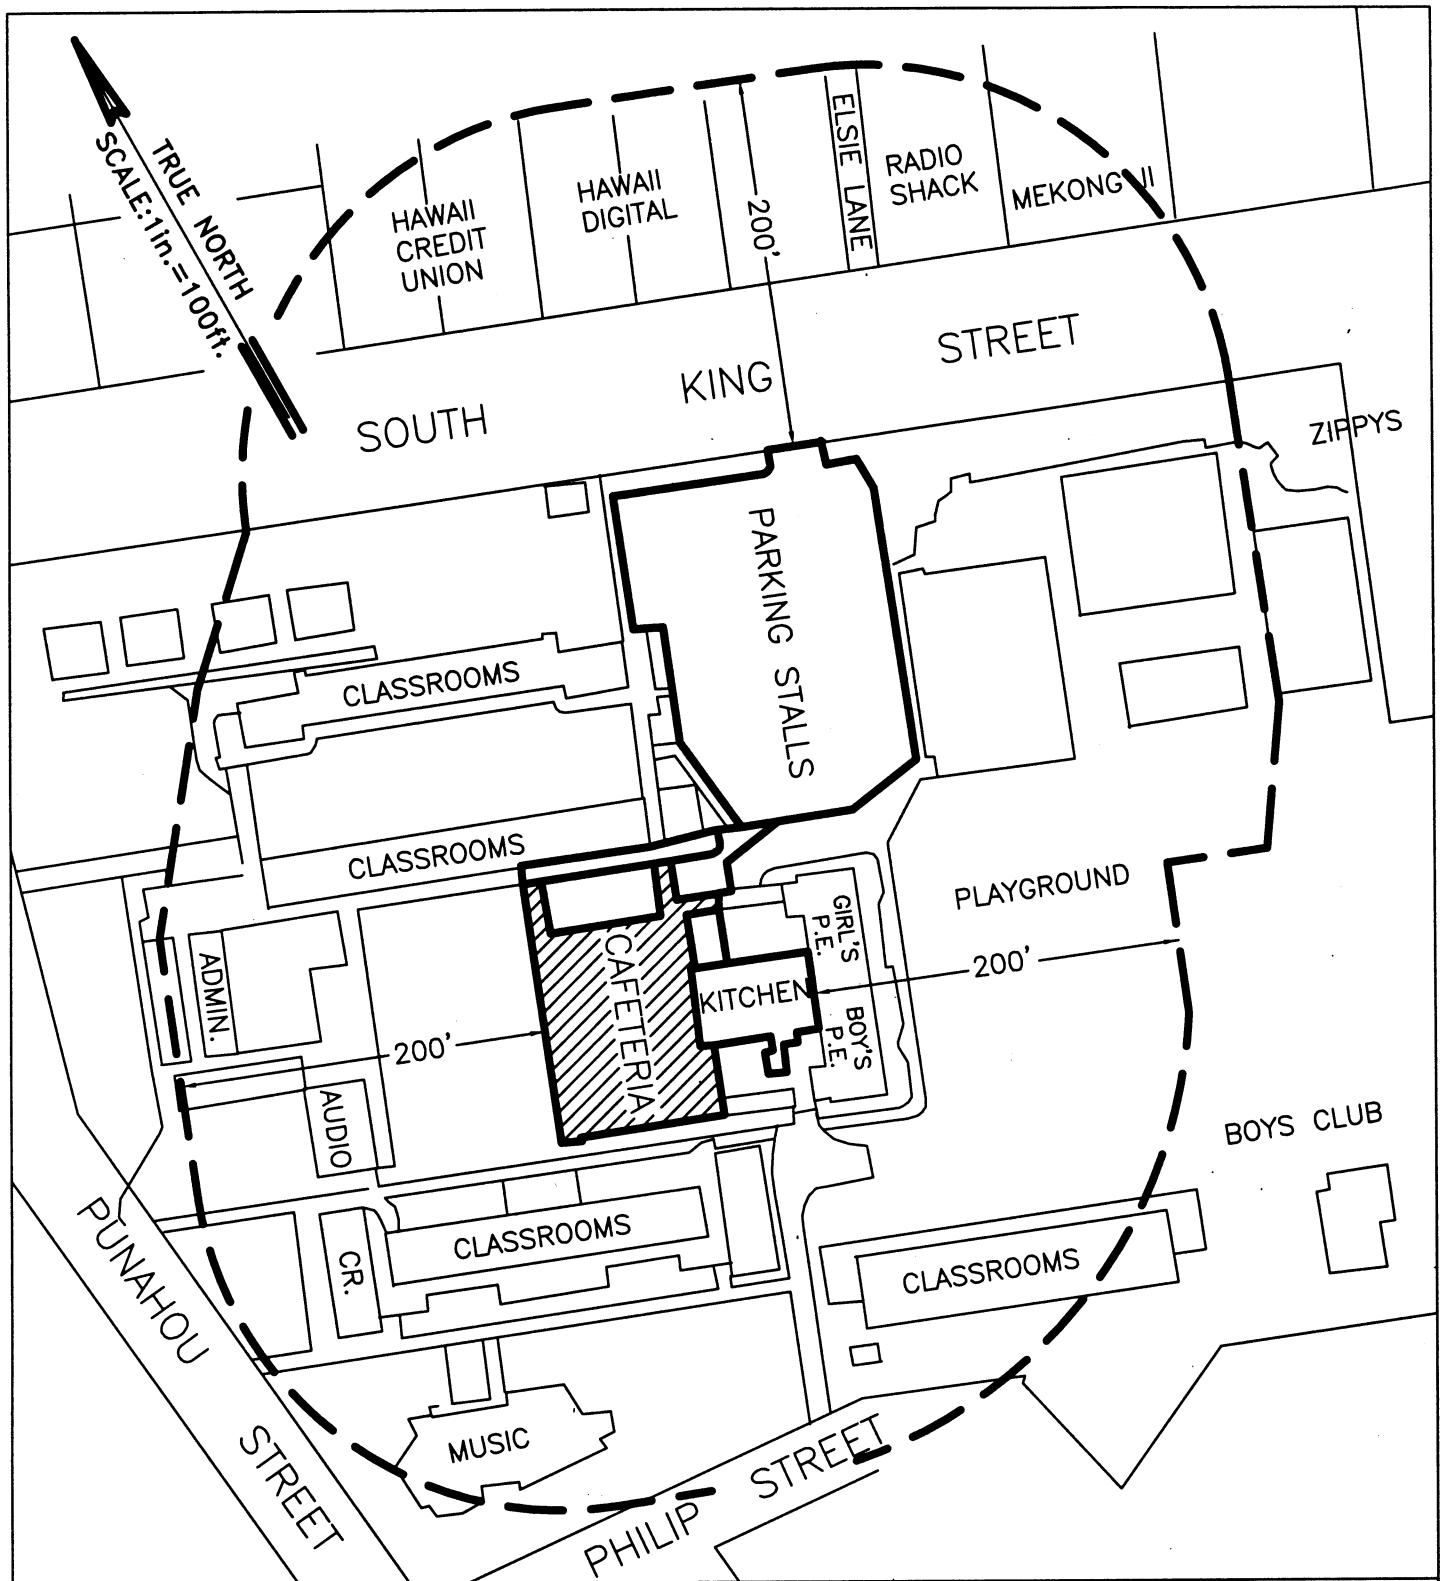 TRUE NORTH
SCALE:1in.=100ft.
HAWAII
CREDIT
UNION
HAWAII
DIGITAL
200'
ELSIE LANE
RADIO
SHACK
MEKONG II
SOUTH KING STREET
ZIPPYS
PARKING STALLS
CLASSROOMS
CLASSROOMS
PLAYGROUND
GIRL'S
P.E.
ADMIN.
CAFETERIA
KITCHEN
200'
BOY'S
P.E.
200'
AUDIO
BOYS CLUB
PUNAHOU STREET
CR.
CLASSROOMS
CLASSROOMS
MUSIC
PHILIP STREET